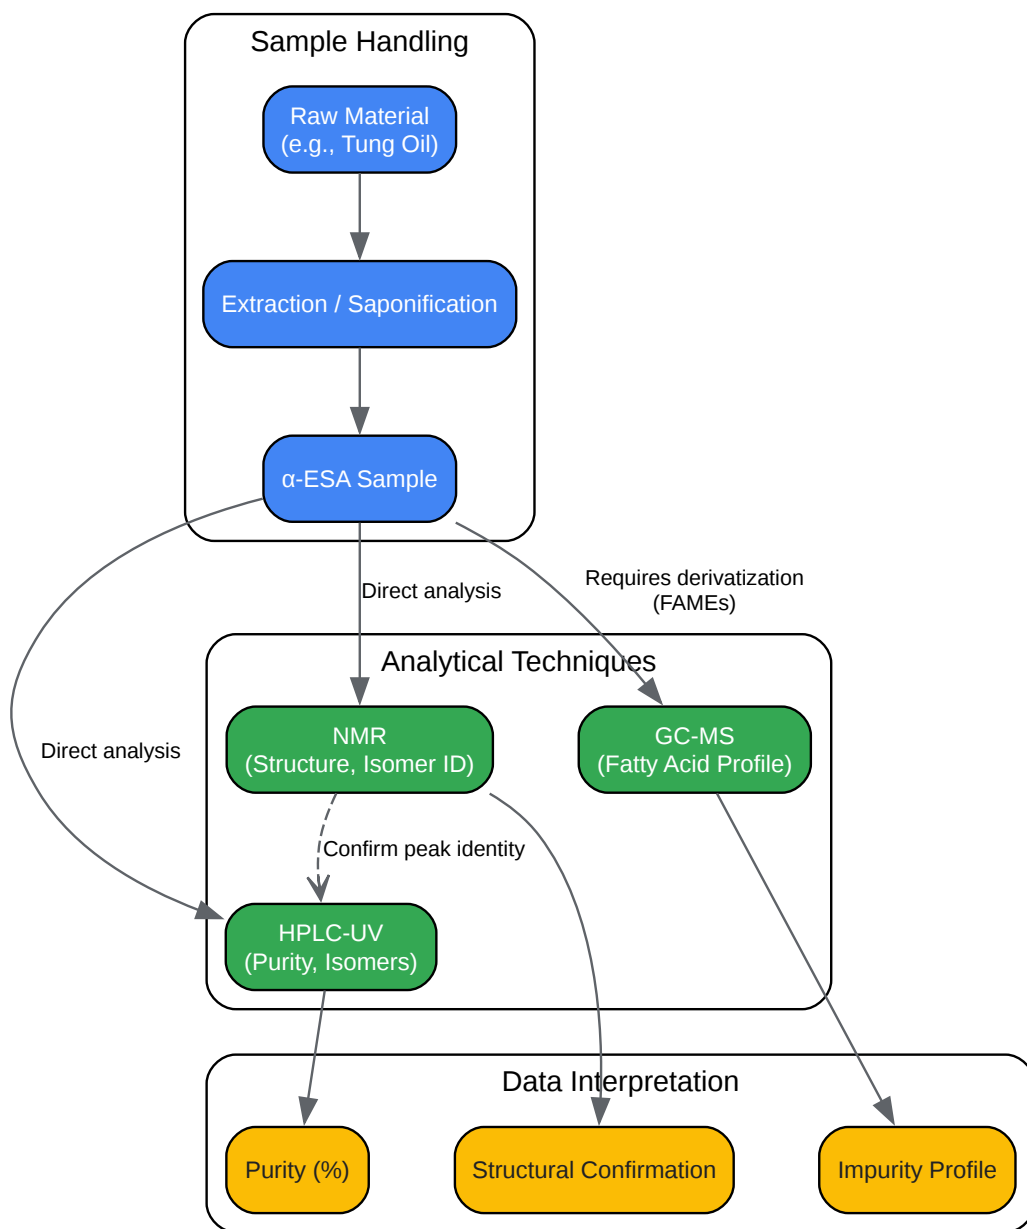 Sample Handling
Raw Material
(e.g., Tung Oil)
Extraction / Saponification
α-ESA Sample
Direct analysis
Requires derivatization
(FAMEs)
Analytical Techniques
NMR
(Structure, Isomer ID)
GC-MS
(Fatty Acid Profile)
Direct analysis
Confirm peak identity
HPLC-UV
(Purity, Isomers)
Data Interpretation
Purity (%)
Structural Confirmation
Impurity Profile